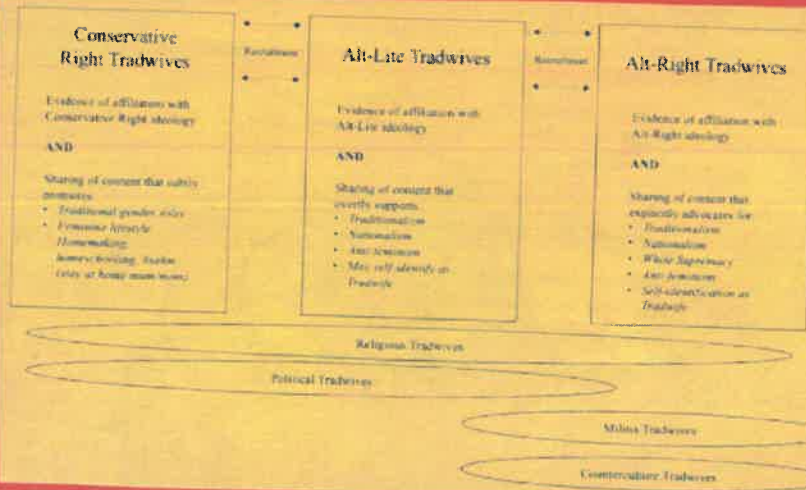 Conservative
Right Tradwives
Evidence of affiliation with
Conservative Right ideology
AND
Sharing of content that subtly
promotes
• Traditional gender roles
• Feminine lifestyle
Homemaking,
homeschooling,
(stay at home mum/mom)
Recruitment
Alt-Lite Tradwives
Evidence of affiliation with
Alt-Lite ideology
AND
Sharing of content that
overtly supports
• Traditionalism
• Nationalism
• Anti feminism
• May self identify as
Tradwife
Recruitment
Alt-Right Tradwives
Evidence of affiliation with
Alt-Right ideology
AND
Sharing of content that
explicitly advocates for
• Traditionalism
• Nationalism
• White Supremacy
• Anti feminism
• Self-identification as
Tradwife
Religious Tradwives
Political Tradwives
Militia Tradwives
Counterculture Tradwives